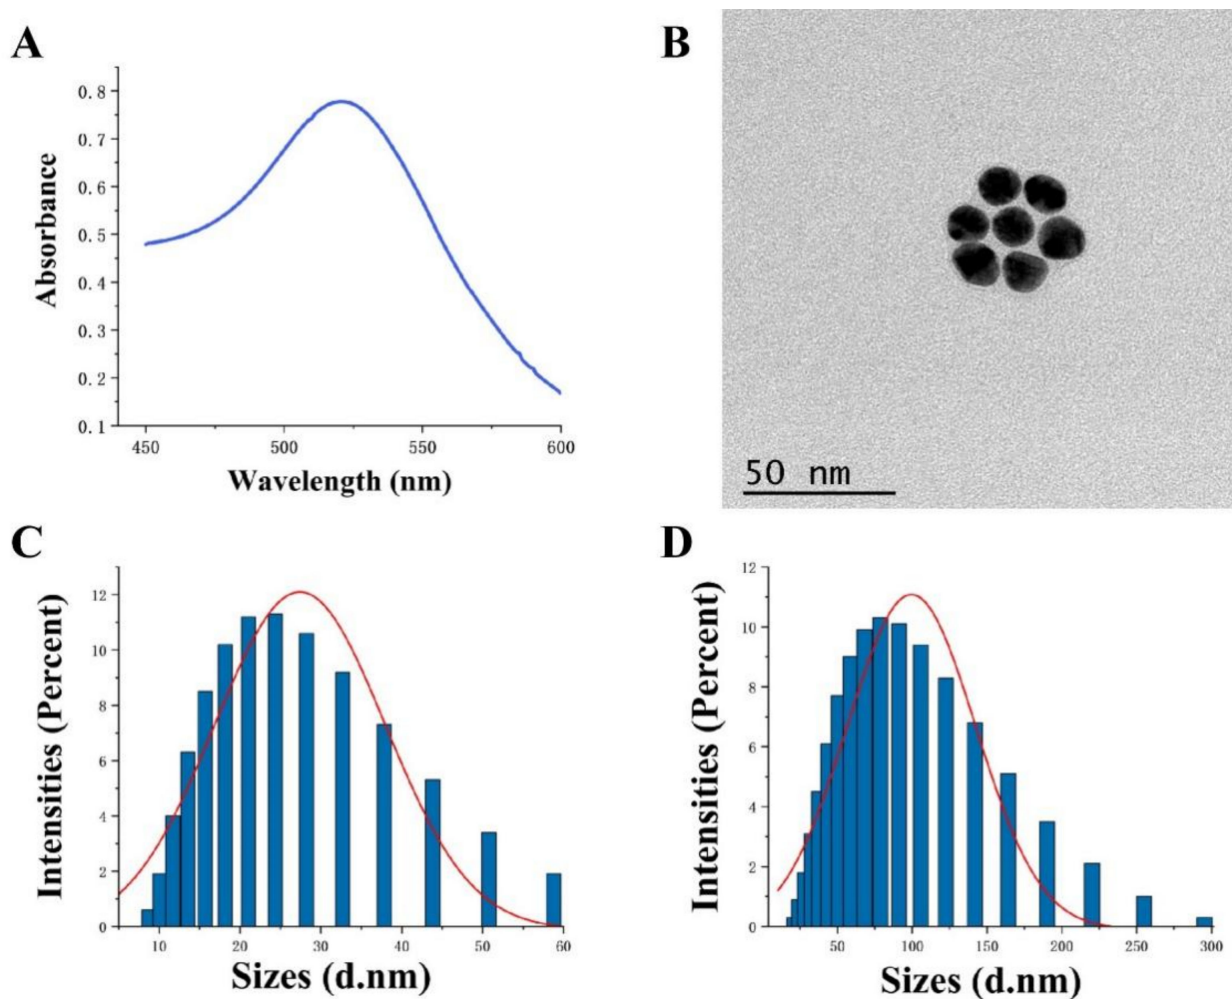 A
0.8
0.7
0.6
0.5
0.4
0.3
0.2
0.1
Absorbance
450 500 550 600
Wavelength (nm)
B
50 nm
C
12
10
8
6
4
2
0
Intensities (Percent)
10 20 30 40 50 60
Sizes (d.nm)
D
12
10
8
6
4
2
0
Intensities (Percent)
50 100 150 200 250 300
Sizes (d.nm)